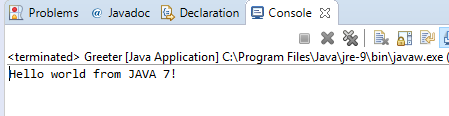 Problems @ Javadoc Declaration Console
<terminated> Greeter [Java Application] C:\Program Files\Java\jre-9\bin\javaw.exe (
Hello world from JAVA 7!